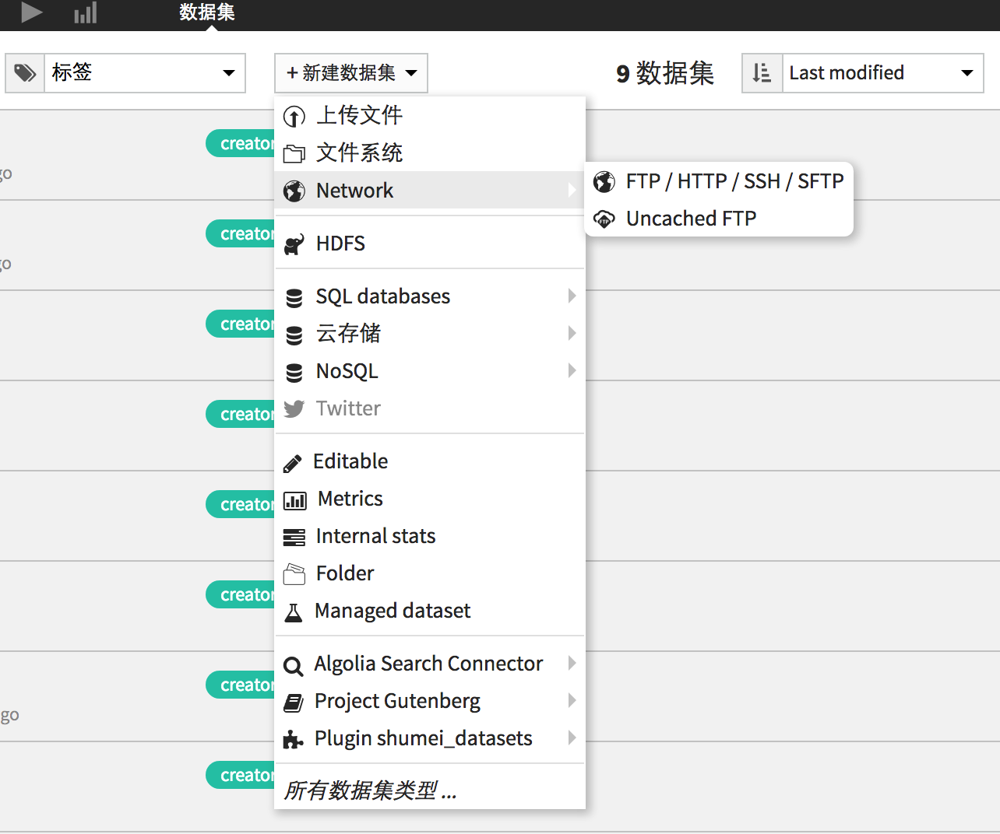 数据集
标签
+ 新建数据集
9 数据集
Last modified
上传文件
文件系统
Network
FTP / HTTP / SSH / SFTP
Uncached FTP
FTP
HDFS
SQL databases
云存储
NoSQL
Twitter
Editable
Metrics
Internal stats
Folder
Managed dataset
Algolia Search Connector
Project Gutenberg
Plugin shumei_datasets
所有数据集类型 ...
creator
go
creator
go
creator
creator
creator
creator
creator
go
creator